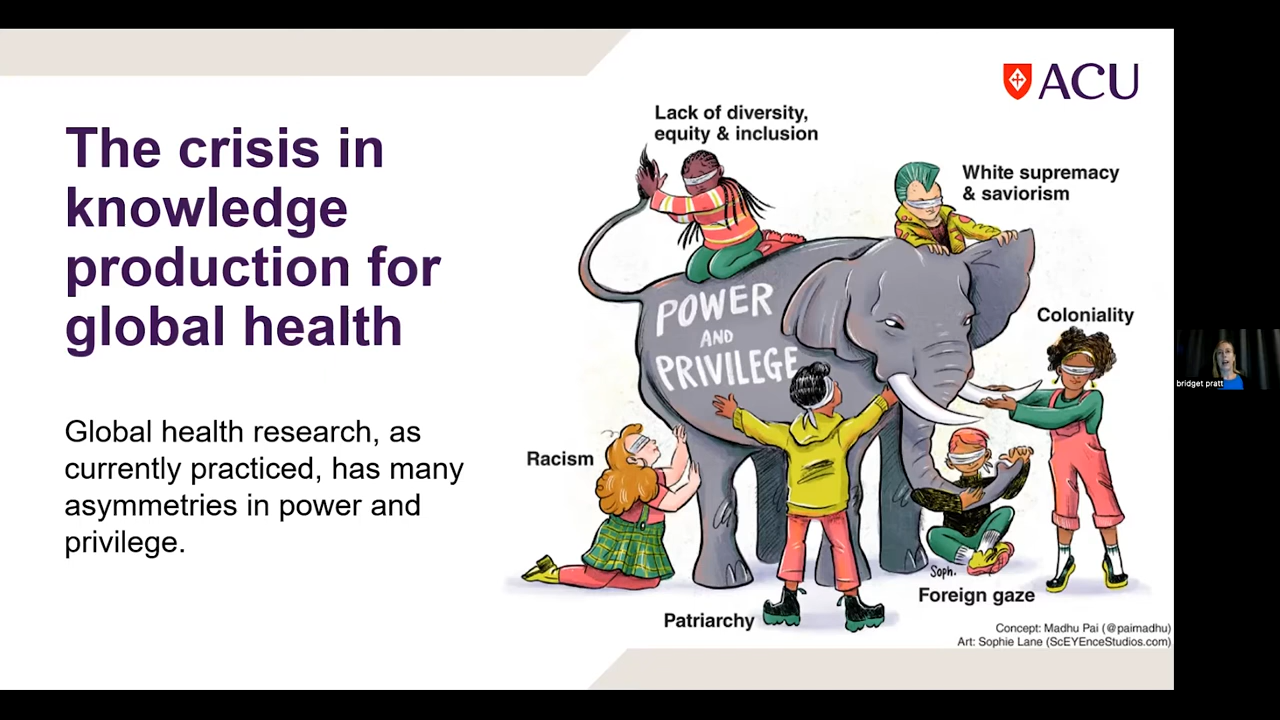 ACU
The crisis in
knowledge
production for
global health
Global health research, as
currently practiced, has many
asymmetries in power and
privilege.
Lack of diversity,
equity & inclusion
White supremacy
& saviorism
POWER
AND
PRIVILEGE
Coloniality
Racism
Soph.
Foreign gaze
Patriarchy
Concept: Madhu Pai (@paimadhu)
Art: Sophie Lane (ScEYEnceStudios.com)
bridget pratt